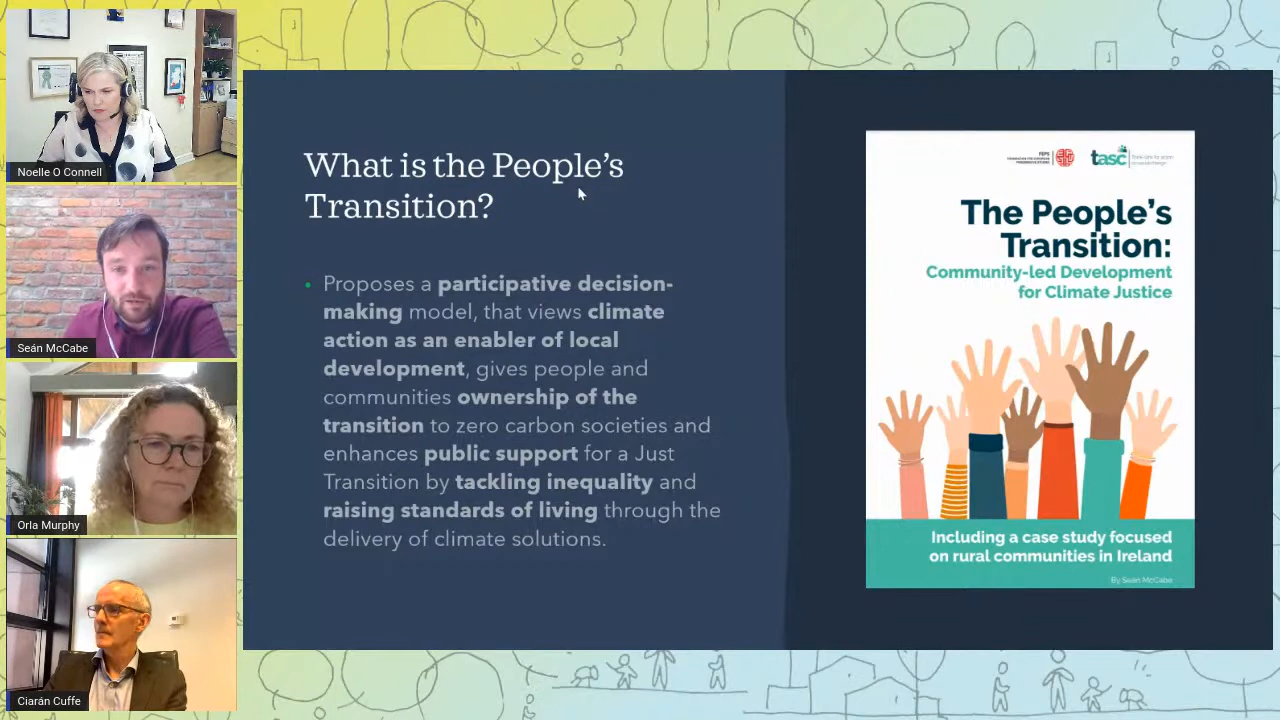 Noelle O Connell
Seán McCabe
Orla Murphy
Ciarán Cuffe
What is the People's
Transition?
• Proposes a participative decision-
making model, that views climate
action as an enabler of local
development, gives people and
communities ownership of the
transition to zero carbon societies and
enhances public support for a Just
Transition by tackling inequality and
raising standards of living through the
delivery of climate solutions.
FEPS
tasc
The People's
Transition:
Community-led Development
for Climate Justice
Including a case study focused
on rural communities in Ireland
By Seán McCabe